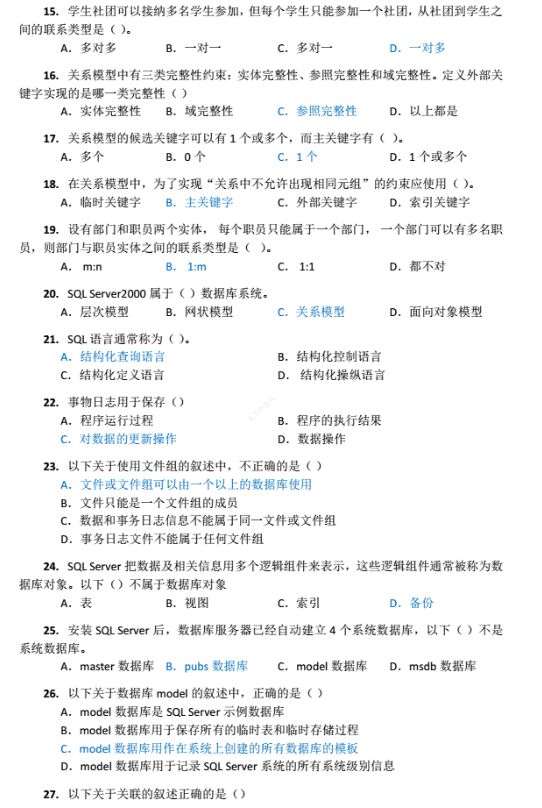 15. 学生社团可以接纳多名学生参加，但每个学生只能参加一个社团，从社团到学生之
间的联系类型是（ ）。
A. 多对多 B. 一对一 C. 多对一 D. 一对多
16. 关系模型中有三类完整性约束：实体完整性、参照完整性和域完整性。定义外部关
键字实现的是哪一类完整性（ ）
A. 实体完整性 B. 域完整性 C. 参照完整性 D. 以上都是
17. 关系模型的候选关键字可以有 1 个或多个，而主关键字有（ ）。
A. 多个 B. 0 个 C. 1 个 D. 1 个或多个
18. 在关系模型中，为了实现“关系中不允许出现相同元组”的约束应使用（ ）。
A. 临时关键字 B. 主关键字 C. 外部关键字 D. 索引关键字
19. 设有部门和职员两个实体， 每个职员只能属于一个部门， 一个部门可以有多名职
员，则部门与职员实体之间的联系类型是（ ）。
A. m:n B. 1:m C. 1:1 D. 都不对
20. SQL Server2000 属于（ ）数据库系统。
A. 层次模型 B. 网状模型 C. 关系模型 D. 面向对象模型
21. SQL 语言通常称为（ ）。
A. 结构化查询语言 B. 结构化控制语言
C. 结构化定义语言 D. 结构化操纵语言
22. 事物日志用于保存（）
A. 程序运行过程 B. 程序的执行结果
C. 对数据的更新操作 D. 数据操作
23. 以下关于使用文件组的叙述中，不正确的是（ ）
A. 文件或文件组可以由一个以上的数据库使用
B. 文件只能是一个文件组的成员
C. 数据和事务日志信息不能属于同一文件或文件组
D. 事务日志文件不能属于任何文件组
24. SQL Server 把数据及相关信息用多个逻辑组件来表示，这些逻辑组件通常被称为数
据库对象。以下（）不属于数据库对象
A. 表 B. 视图 C. 索引 D. 备份
25. 安装 SQL Server 后，数据库服务器已经自动建立 4 个系统数据库，以下（ ）不是
系统数据库。
A. master 数据库 B. pubs 数据库 C. model 数据库 D. msdb 数据库
26. 以下关于数据库 model 的叙述中，正确的是（ ）
A. model 数据库是 SQL Server 示例数据库
B. model 数据库用于保存所有的临时表和临时存储过程
C. model 数据库用作在系统上创建的所有数据库的模板
D. model 数据库用于记录 SQL Server 系统的所有系统级别信息
27. 以下关于关联的叙述正确的是（）